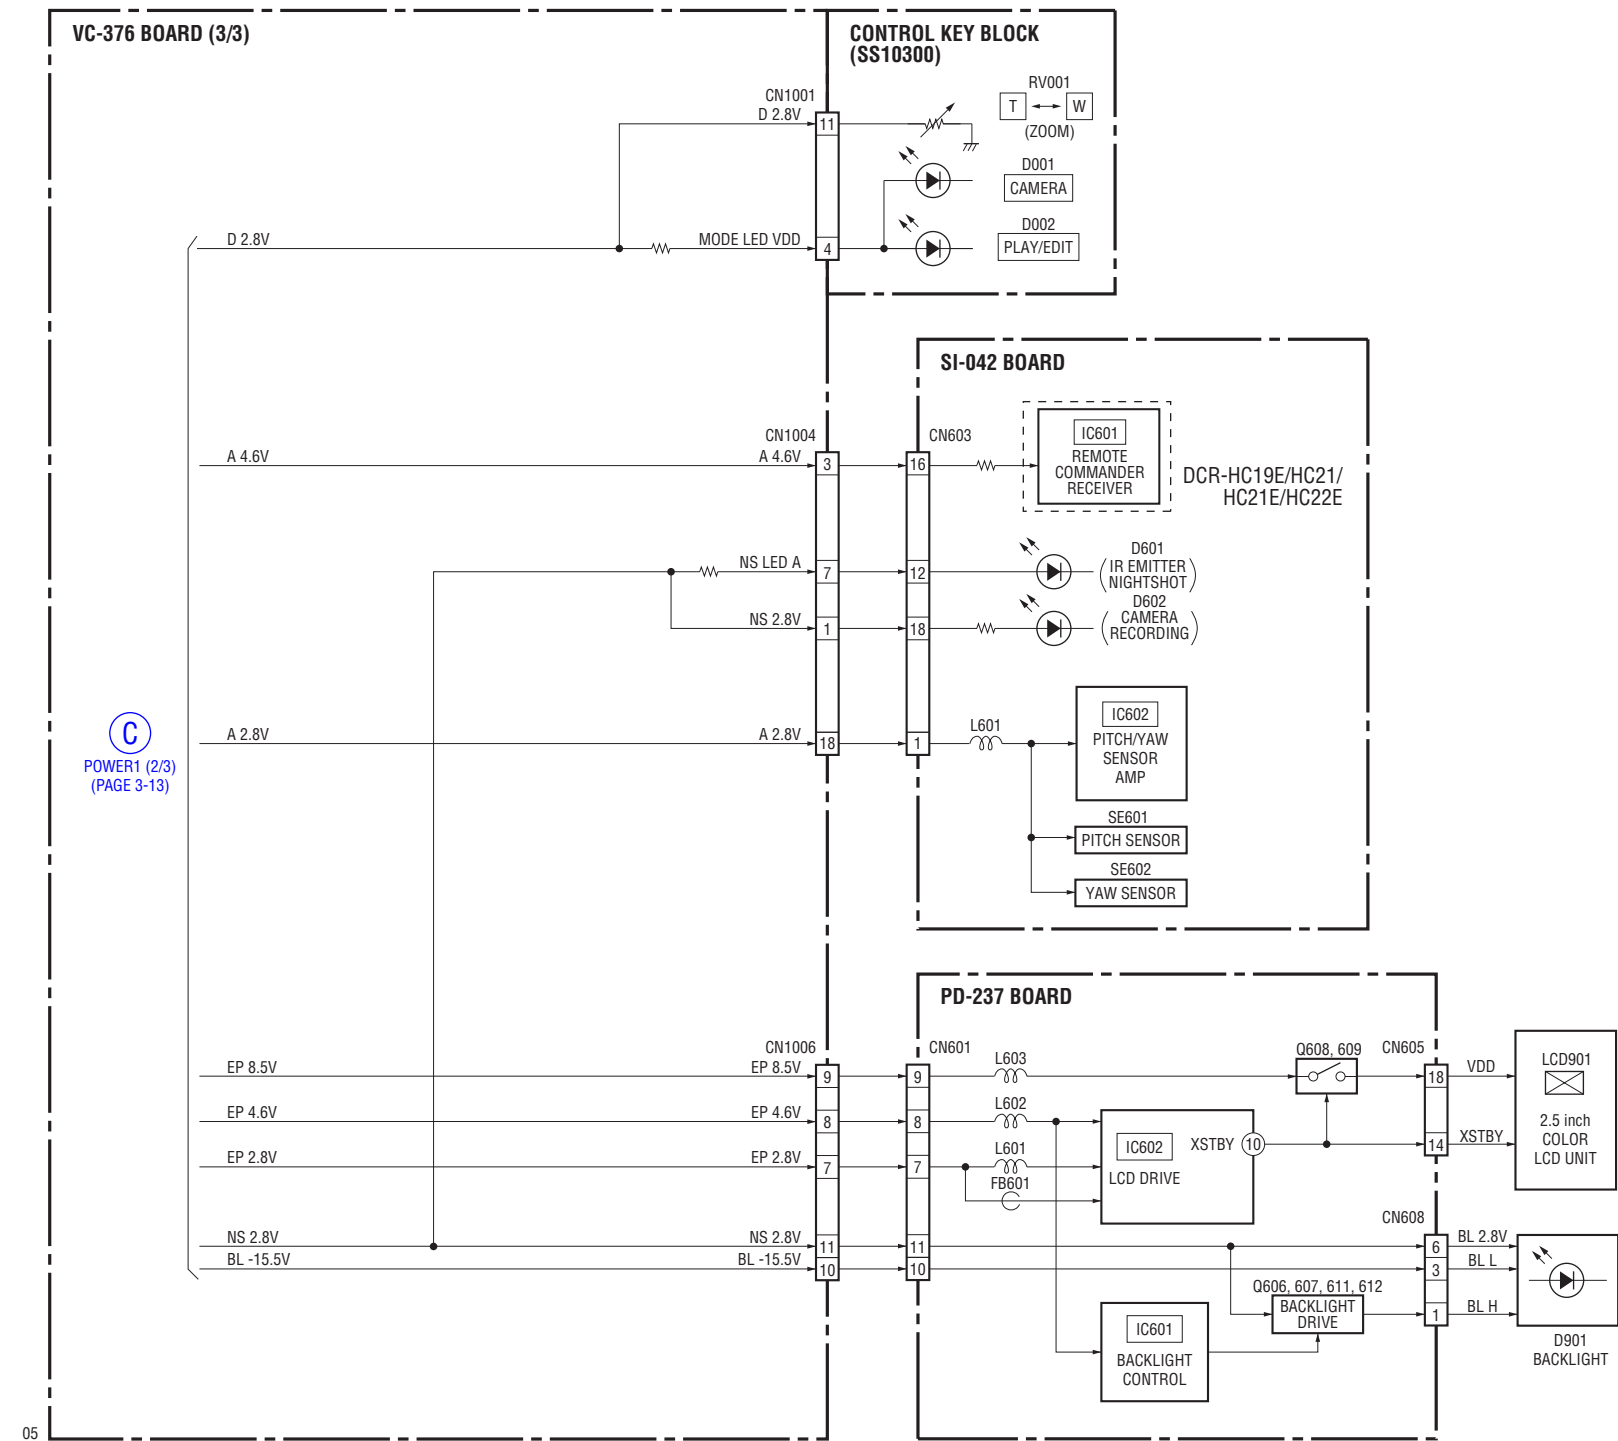 VC-376 BOARD (3/3)
CONTROL KEY BLOCK
(SS10300)
CN1001
D 2.8V
11
RV001
T
W
(ZOOM)
D001
CAMERA
D 2.8V
MODE LED VDD
4
D002
PLAY/EDIT
SI-042 BOARD
CN1004
CN603
A 4.6V
A 4.6V
3
16
IC601
REMOTE
COMMANDER
RECEIVER
DCR-HC19E/HC21/
HC21E/HC22E
NS LED A
7
12
D601
IR EMITTER
NIGHTSHOT
NS 2.8V
1
18
D602
CAMERA
RECORDING
C
POWER1 (2/3)
(PAGE 3-13)
A 2.8V
A 2.8V
18
1
L601
IC602
PITCH/YAW
SENSOR
AMP
SE601
PITCH SENSOR
SE602
YAW SENSOR
PD-237 BOARD
CN1006
CN601
EP 8.5V
EP 8.5V
9
9
L603
Q608, 609
CN605
18
VDD
LCD901
2.5 inch
COLOR
LCD UNIT
EP 4.6V
EP 4.6V
8
8
L602
IC602
LCD DRIVE
XSTBY
10
14
XSTBY
EP 2.8V
EP 2.8V
7
7
L601
FB601
CN608
NS 2.8V
NS 2.8V
11
11
6
BL 2.8V
BL -15.5V
BL -15.5V
10
10
3
BL L
Q606, 607, 611, 612
BACKLIGHT
DRIVE
1
BL H
IC601
BACKLIGHT
CONTROL
D901
BACKLIGHT
05